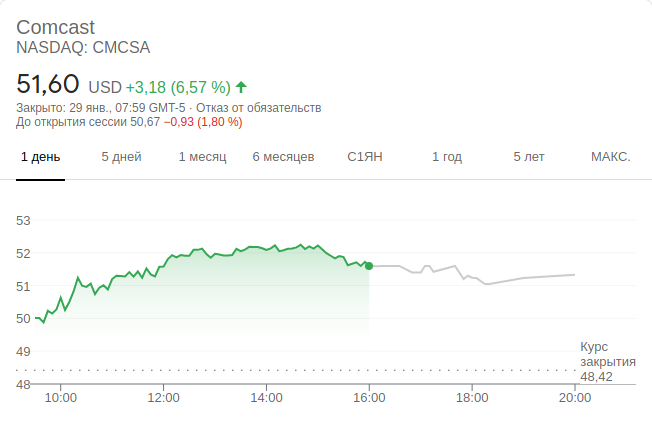 Comcast
NASDAQ: CMCSA
51,60 USD +3,18 (6,57 %)
Закрыто: 29 янв., 07:59 GMT-5 · Отказ от обязательств
До открытия сессии 50,67 −0,93 (1,80 %)
1 день 5 дней 1 месяц 6 месяцев С1ЯН 1 год 5 лет МАКС.
53
52
51
50
49
Курс
закрытия
48,42
48
10:00 12:00 14:00 16:00 18:00 20:00